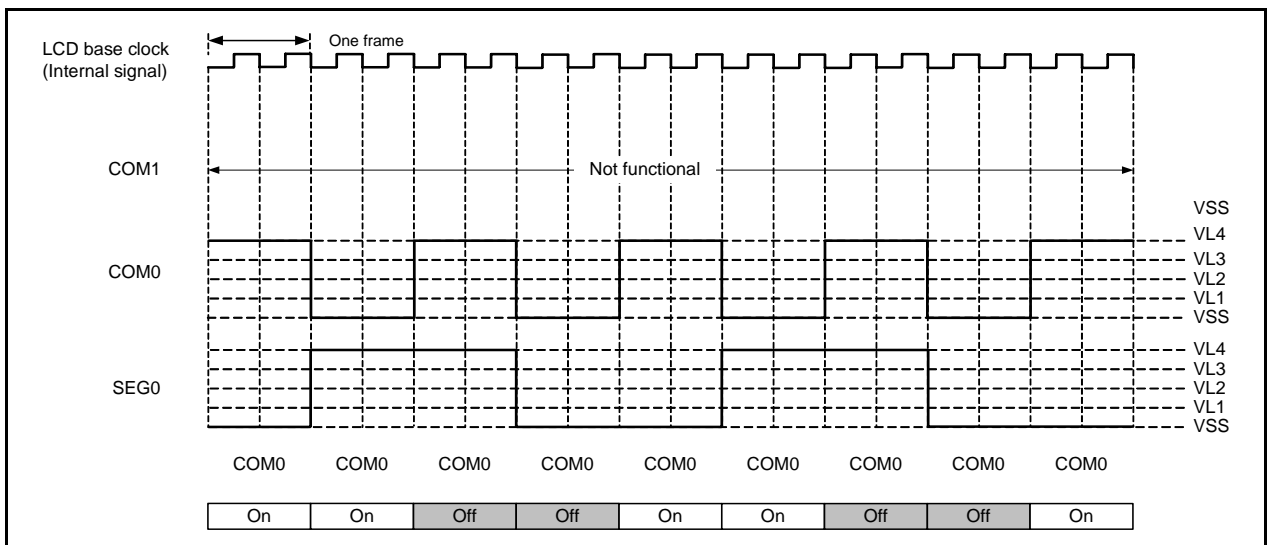 One frame
LCD base clock
(Internal signal)
COM1
Not functional
VSS
VL4
COM0
VL3
VL2
VL1
VSS
VL4
VL3
SEG0
VL2
VL1
VSS
COM0 COM0 COM0 COM0 COM0 COM0 COM0 COM0 COM0
On On Off Off On On Off Off On